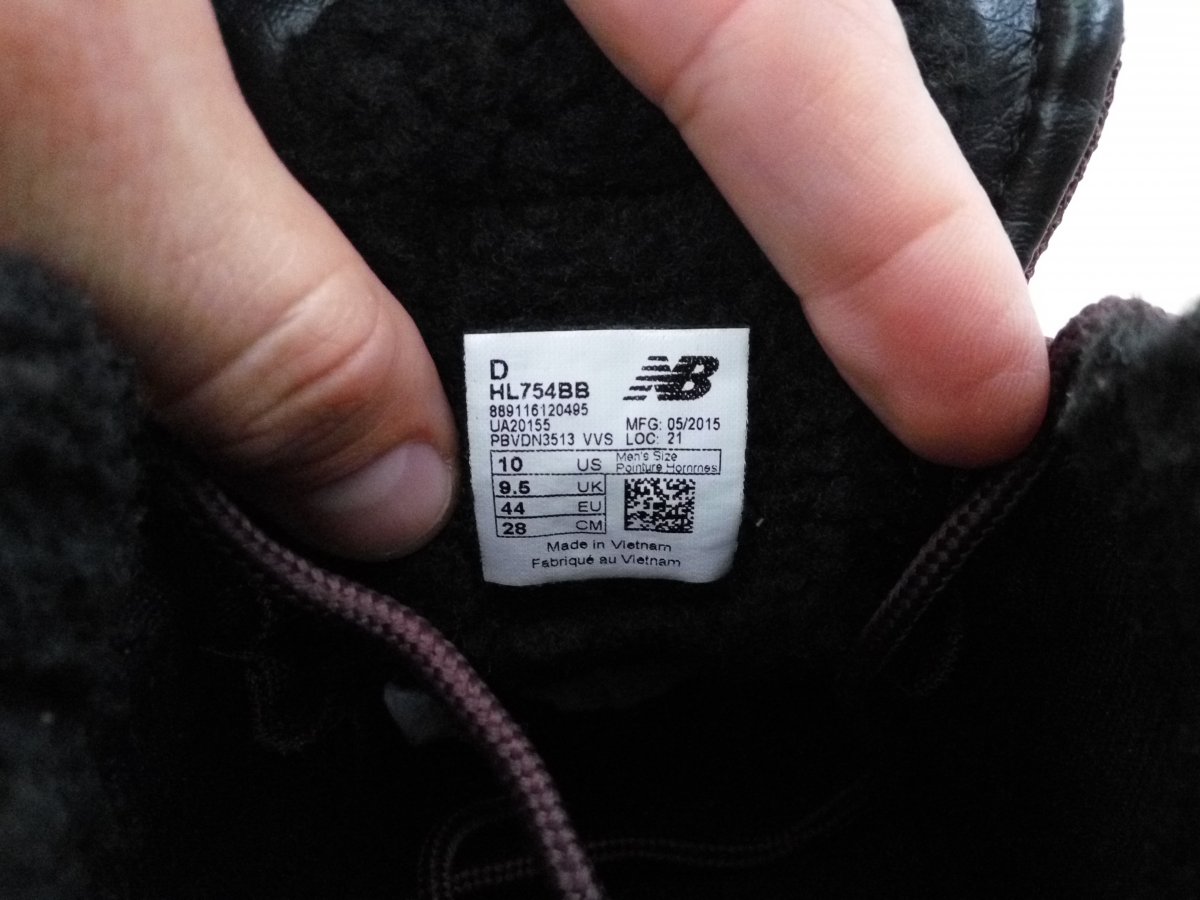 D
HL754BB
NB
889116120495
UA20155
MFG: 05/2015
PBVDN3513 VVS LOC: 21
10 US Men's Size
Pointure Hommes
9.5 UK
44 EU
28 CM
Made in Vietnam
Fabriqué au Vietnam